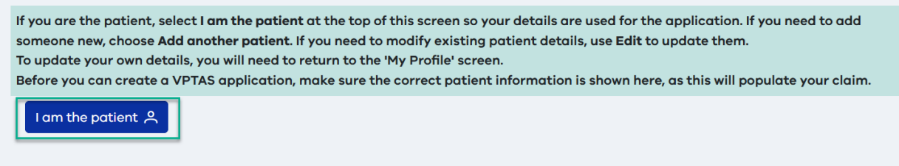 If you are the patient, select I am the patient at the top of this screen so your details are used for the application. If you need to add
someone new, choose Add another patient. If you need to modify existing patient details, use Edit to update them.
To update your own details, you will need to return to the 'My Profile' screen.
Before you can create a VPTAS application, make sure the correct patient information is shown here, as this will populate your claim.
I am the patient